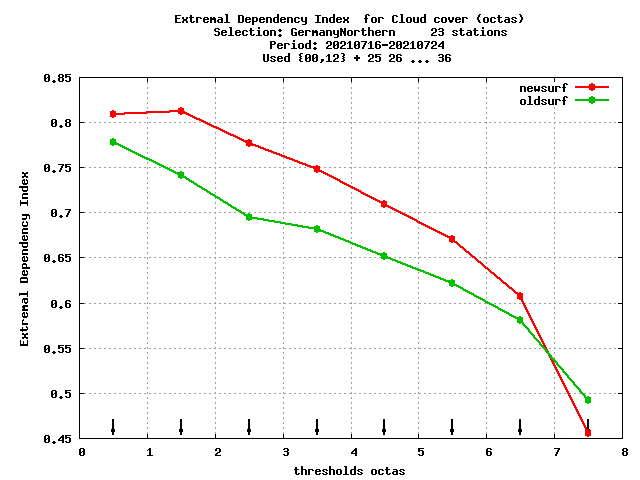 Extremal Dependency Index  for Cloud cover (octas)
Selection: GermanyNorthern     23 stations
Period: 20210716-20210724
Used {00,12} + 25 26 ... 36
newsurf
oldsurf
0.85
0.8
0.75
0.7
0.65
0.6
0.55
0.5
0.45
Extremal Dependency Index
0 1 2 3 4 5 6 7 8
thresholds octas